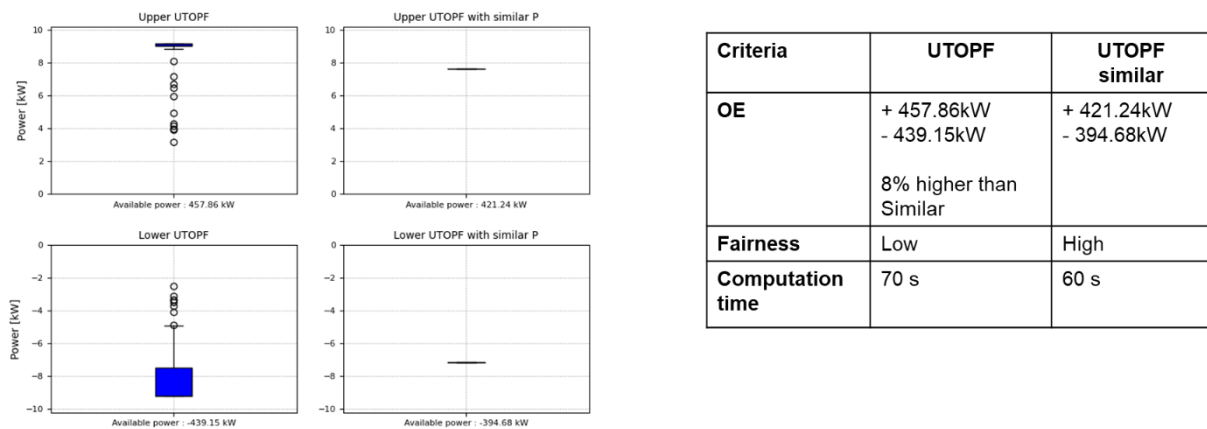 Upper UTOPF
10
8
6
4
2
0
Power [kW]
Available power : 457.86 kW
Upper UTOPF with similar P
10
8
6
4
2
0
Available power : 421.24 kW
Lower UTOPF
0
−2
−4
−6
−8
−10
Power [kW]
Available power : -439.15 kW
Lower UTOPF with similar P
0
−2
−4
−6
−8
−10
Available power : -394.68 kW
Criteria UTOPF UTOPF
similar
OE + 457.86kW + 421.24kW
- 439.15kW - 394.68kW
8% higher than
Similar
Fairness Low High
Computation 70 s 60 s
time